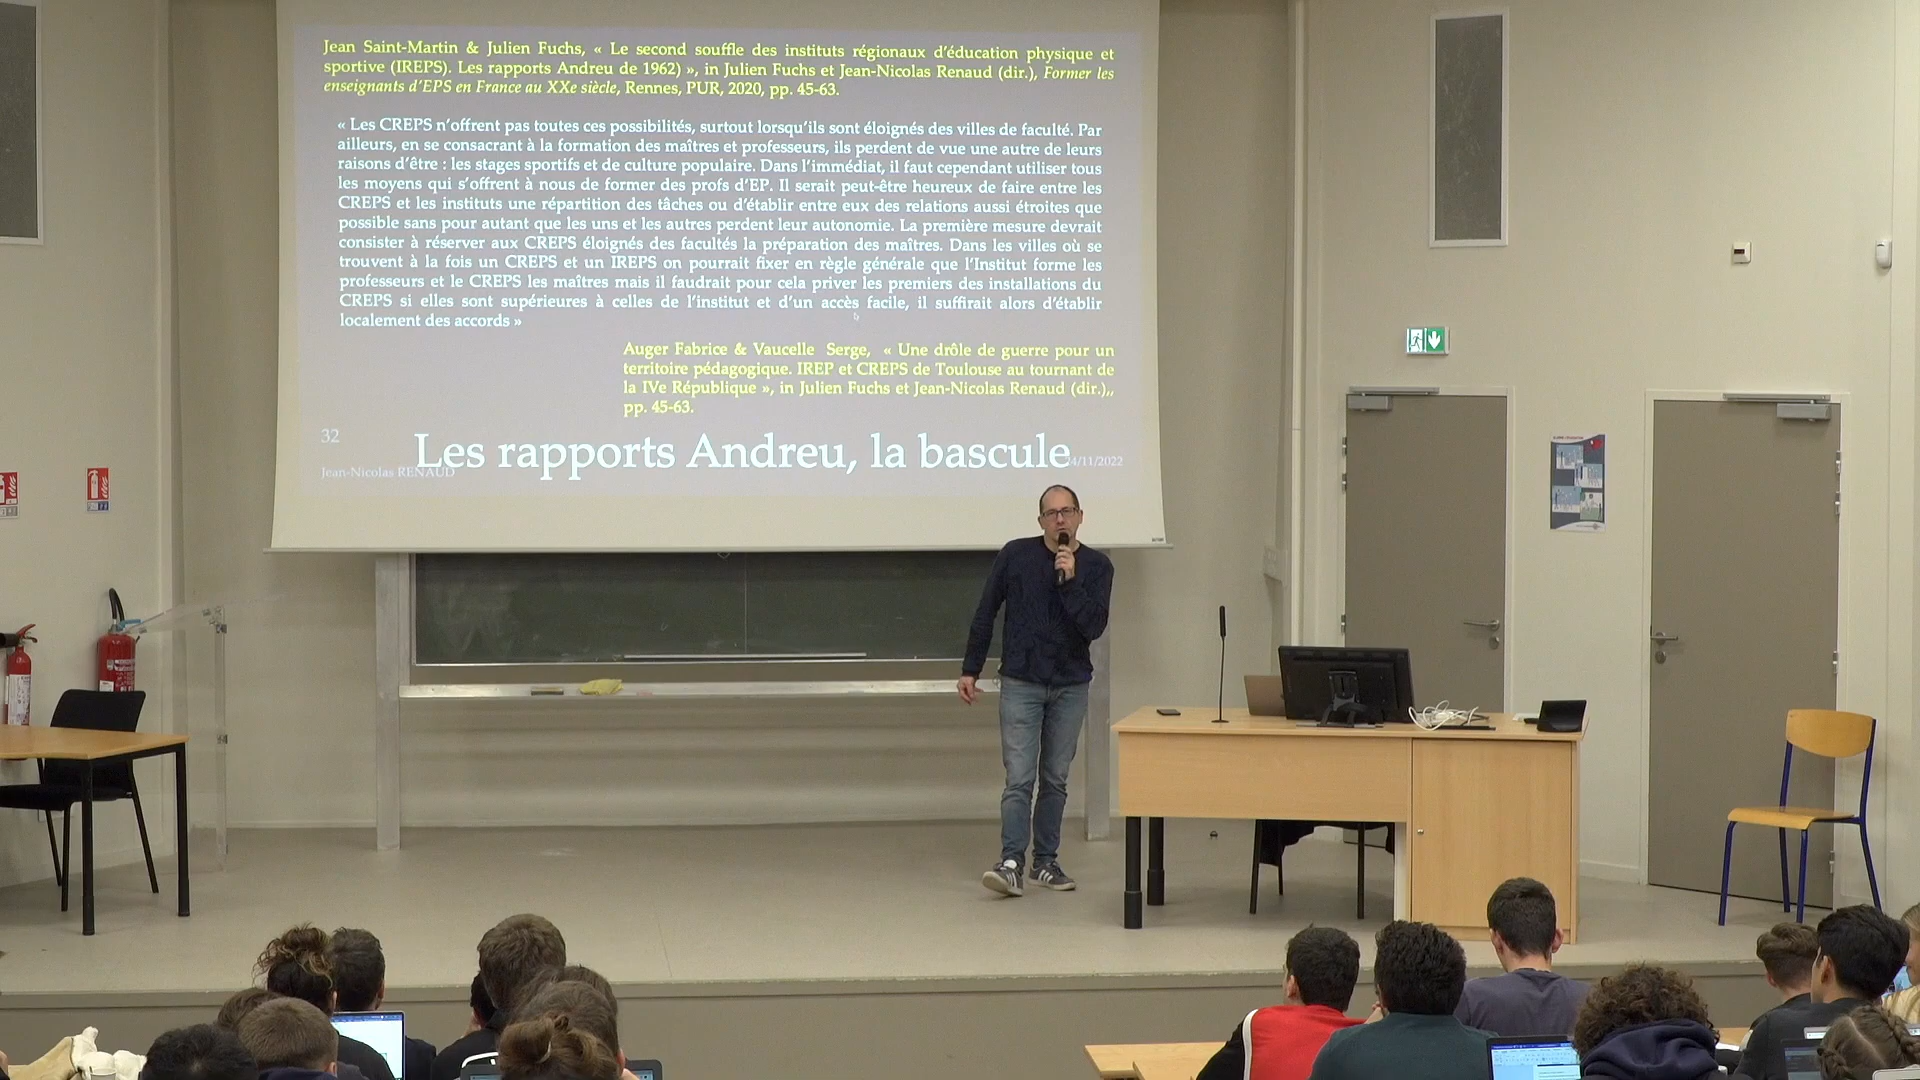 Jean Saint-Martin & Julien Fuchs, « Le second souffle des instituts régionaux d’éducation physique et
sportive (IREPS). Les rapports Andreu de 1962) », in Julien Fuchs et Jean-Nicolas Renaud (dir.), Former les
enseignants d’EPS en France au XXe siècle, Rennes, PUR, 2020, pp. 45-63.
« Les CREPS n’offrent pas toutes ces possibilités, surtout lorsqu’ils sont éloignés des villes de faculté. Par
ailleurs, en se consacrant à la formation des maîtres et professeurs, ils perdent de vue une autre de leurs
raisons d’être : les stages sportifs et de culture populaire. Dans l’immédiat, il faut cependant utiliser tous
les moyens qui s’offrent à nous de former des profs d’EP. Il serait peut-être heureux de faire entre les
CREPS et les instituts une répartition des tâches ou d’établir entre eux des relations aussi étroites que
possible sans pour autant que les uns et les autres perdent leur autonomie. La première mesure devrait
consister à réserver aux CREPS éloignés des facultés la préparation des maîtres. Dans les villes où se
trouvent à la fois un CREPS et un IREPS on pourrait fixer en règle générale que l’Institut forme les
professeurs et le CREPS les maîtres mais il faudrait pour cela priver les premiers des installations du
CREPS si elles sont supérieures à celles de l’institut et d’un accès facile, il suffirait alors d’établir
localement des accords »
Auger Fabrice & Vaucelle Serge, « Une drôle de guerre pour un
territoire pédagogique. IREP et CREPS de Toulouse au tournant de
la IVe République », in Julien Fuchs et Jean-Nicolas Renaud (dir.),,
pp. 45-63.
32
Les rapports Andreu, la bascule
Jean-Nicolas RENAUD
24/11/2022